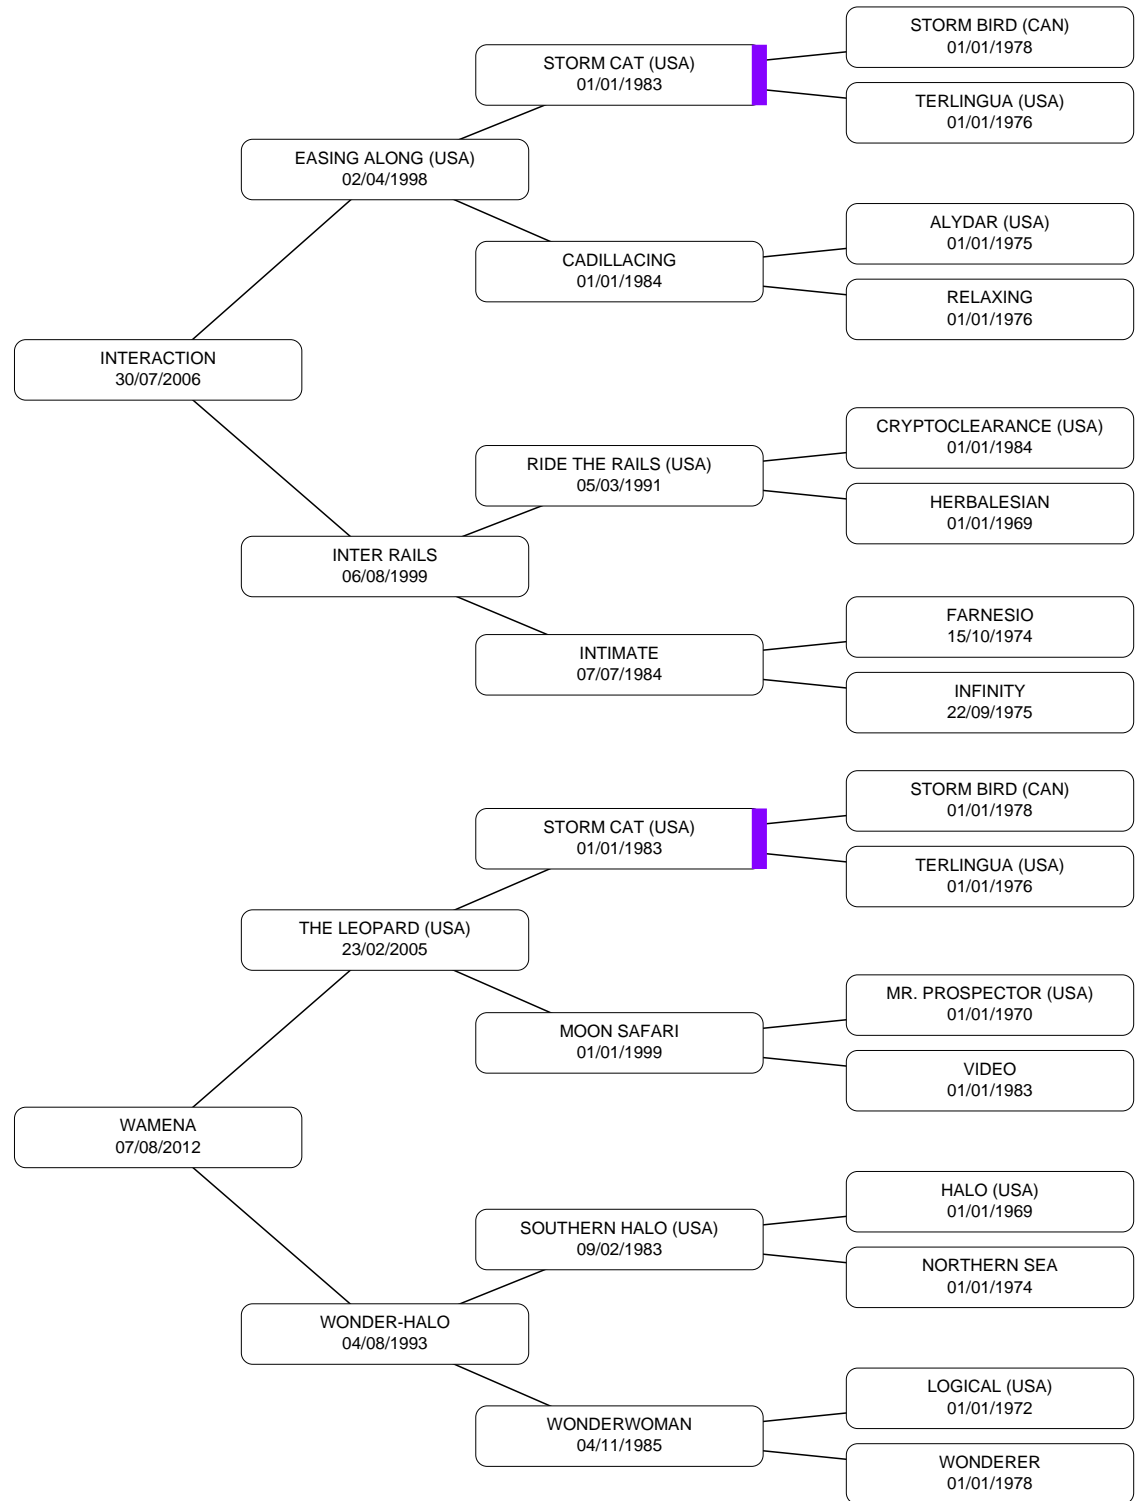 STORM BIRD (CAN)
01/01/1978
STORM CAT (USA)
01/01/1983
TERLINGUA (USA)
01/01/1976
EASING ALONG (USA)
02/04/1998
ALYDAR (USA)
01/01/1975
CADILLACING
01/01/1984
RELAXING
01/01/1976
INTERACTION
30/07/2006
CRYPTOCLEARANCE (USA)
01/01/1984
RIDE THE RAILS (USA)
05/03/1991
HERBALESIAN
01/01/1969
INTER RAILS
06/08/1999
FARNESIO
15/10/1974
INTIMATE
07/07/1984
INFINITY
22/09/1975
STORM BIRD (CAN)
01/01/1978
STORM CAT (USA)
01/01/1983
TERLINGUA (USA)
01/01/1976
THE LEOPARD (USA)
23/02/2005
MR. PROSPECTOR (USA)
01/01/1970
MOON SAFARI
01/01/1999
VIDEO
01/01/1983
WAMENA
07/08/2012
HALO (USA)
01/01/1969
SOUTHERN HALO (USA)
09/02/1983
NORTHERN SEA
01/01/1974
WONDER-HALO
04/08/1993
LOGICAL (USA)
01/01/1972
WONDERWOMAN
04/11/1985
WONDERER
01/01/1978